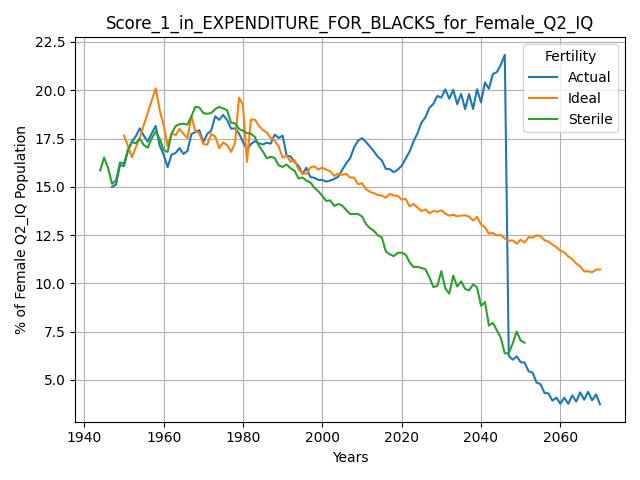 Score_1_in_EXPENDITURE_FOR_BLACKS_for_Female_Q2_IQ
% of Female Q2_IQ Population
22.5
20.0
17.5
15.0
12.5
10.0
7.5
5.0
Fertility
Actual
Ideal
Sterile
1940 1960 1980 2000 2020 2040 2060
Years